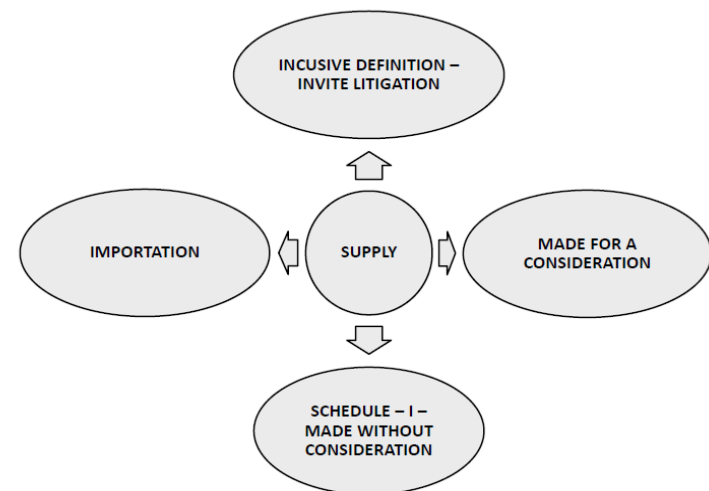 INCUSIVE DEFINITION –
INVITE LITIGATION
IMPORTATION
SUPPLY
MADE FOR A
CONSIDERATION
SCHEDULE – I –
MADE WITHOUT
CONSIDERATION